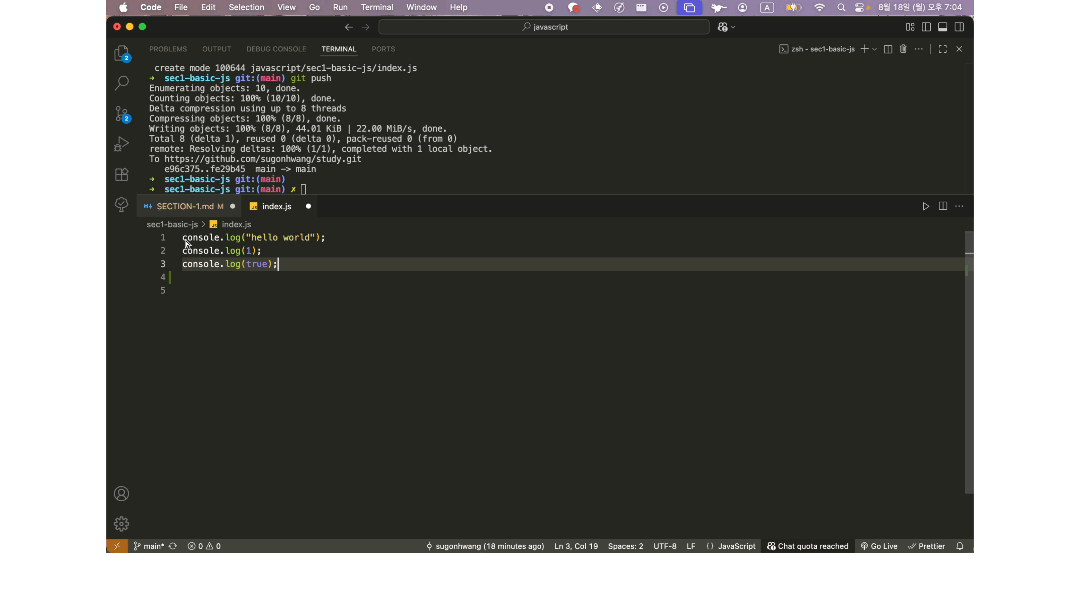 Code File Edit Selection View Go Run Terminal Window Help A 8월 18일 (월) 오후 7:04
javascript
PROBLEMS OUTPUT DEBUG CONSOLE TERMINAL PORTS zsh - sec1-basic-js
create mode 100644 javascript/sec1-basic-js/index.js
➜ sec1-basic-js git:(main) git push
Enumerating objects: 10, done.
Counting objects: 100% (10/10), done.
Delta compression using up to 8 threads
Compressing objects: 100% (8/8), done.
Writing objects: 100% (8/8), 44.01 KiB | 22.00 MiB/s, done.
Total 8 (delta 1), reused 0 (delta 0), pack-reused 0 (from 0)
remote: Resolving deltas: 100% (1/1), completed with 1 local object.
To https://github.com/sugonhwang/study.git
e96c375..fe29b45 main -> main
➜ sec1-basic-js git:(main)
➜ sec1-basic-js git:(main) ✗
2
2
SECTION-1.md M index.js
sec1-basic-js > index.js
1 console.log("hello world");
2 console.log(1);
3 console.log(true);
4
5
main* 0 0 sugonhwang (18 minutes ago) Ln 3, Col 19 Spaces: 2 UTF-8 LF JavaScript Chat quota reached Go Live Prettier